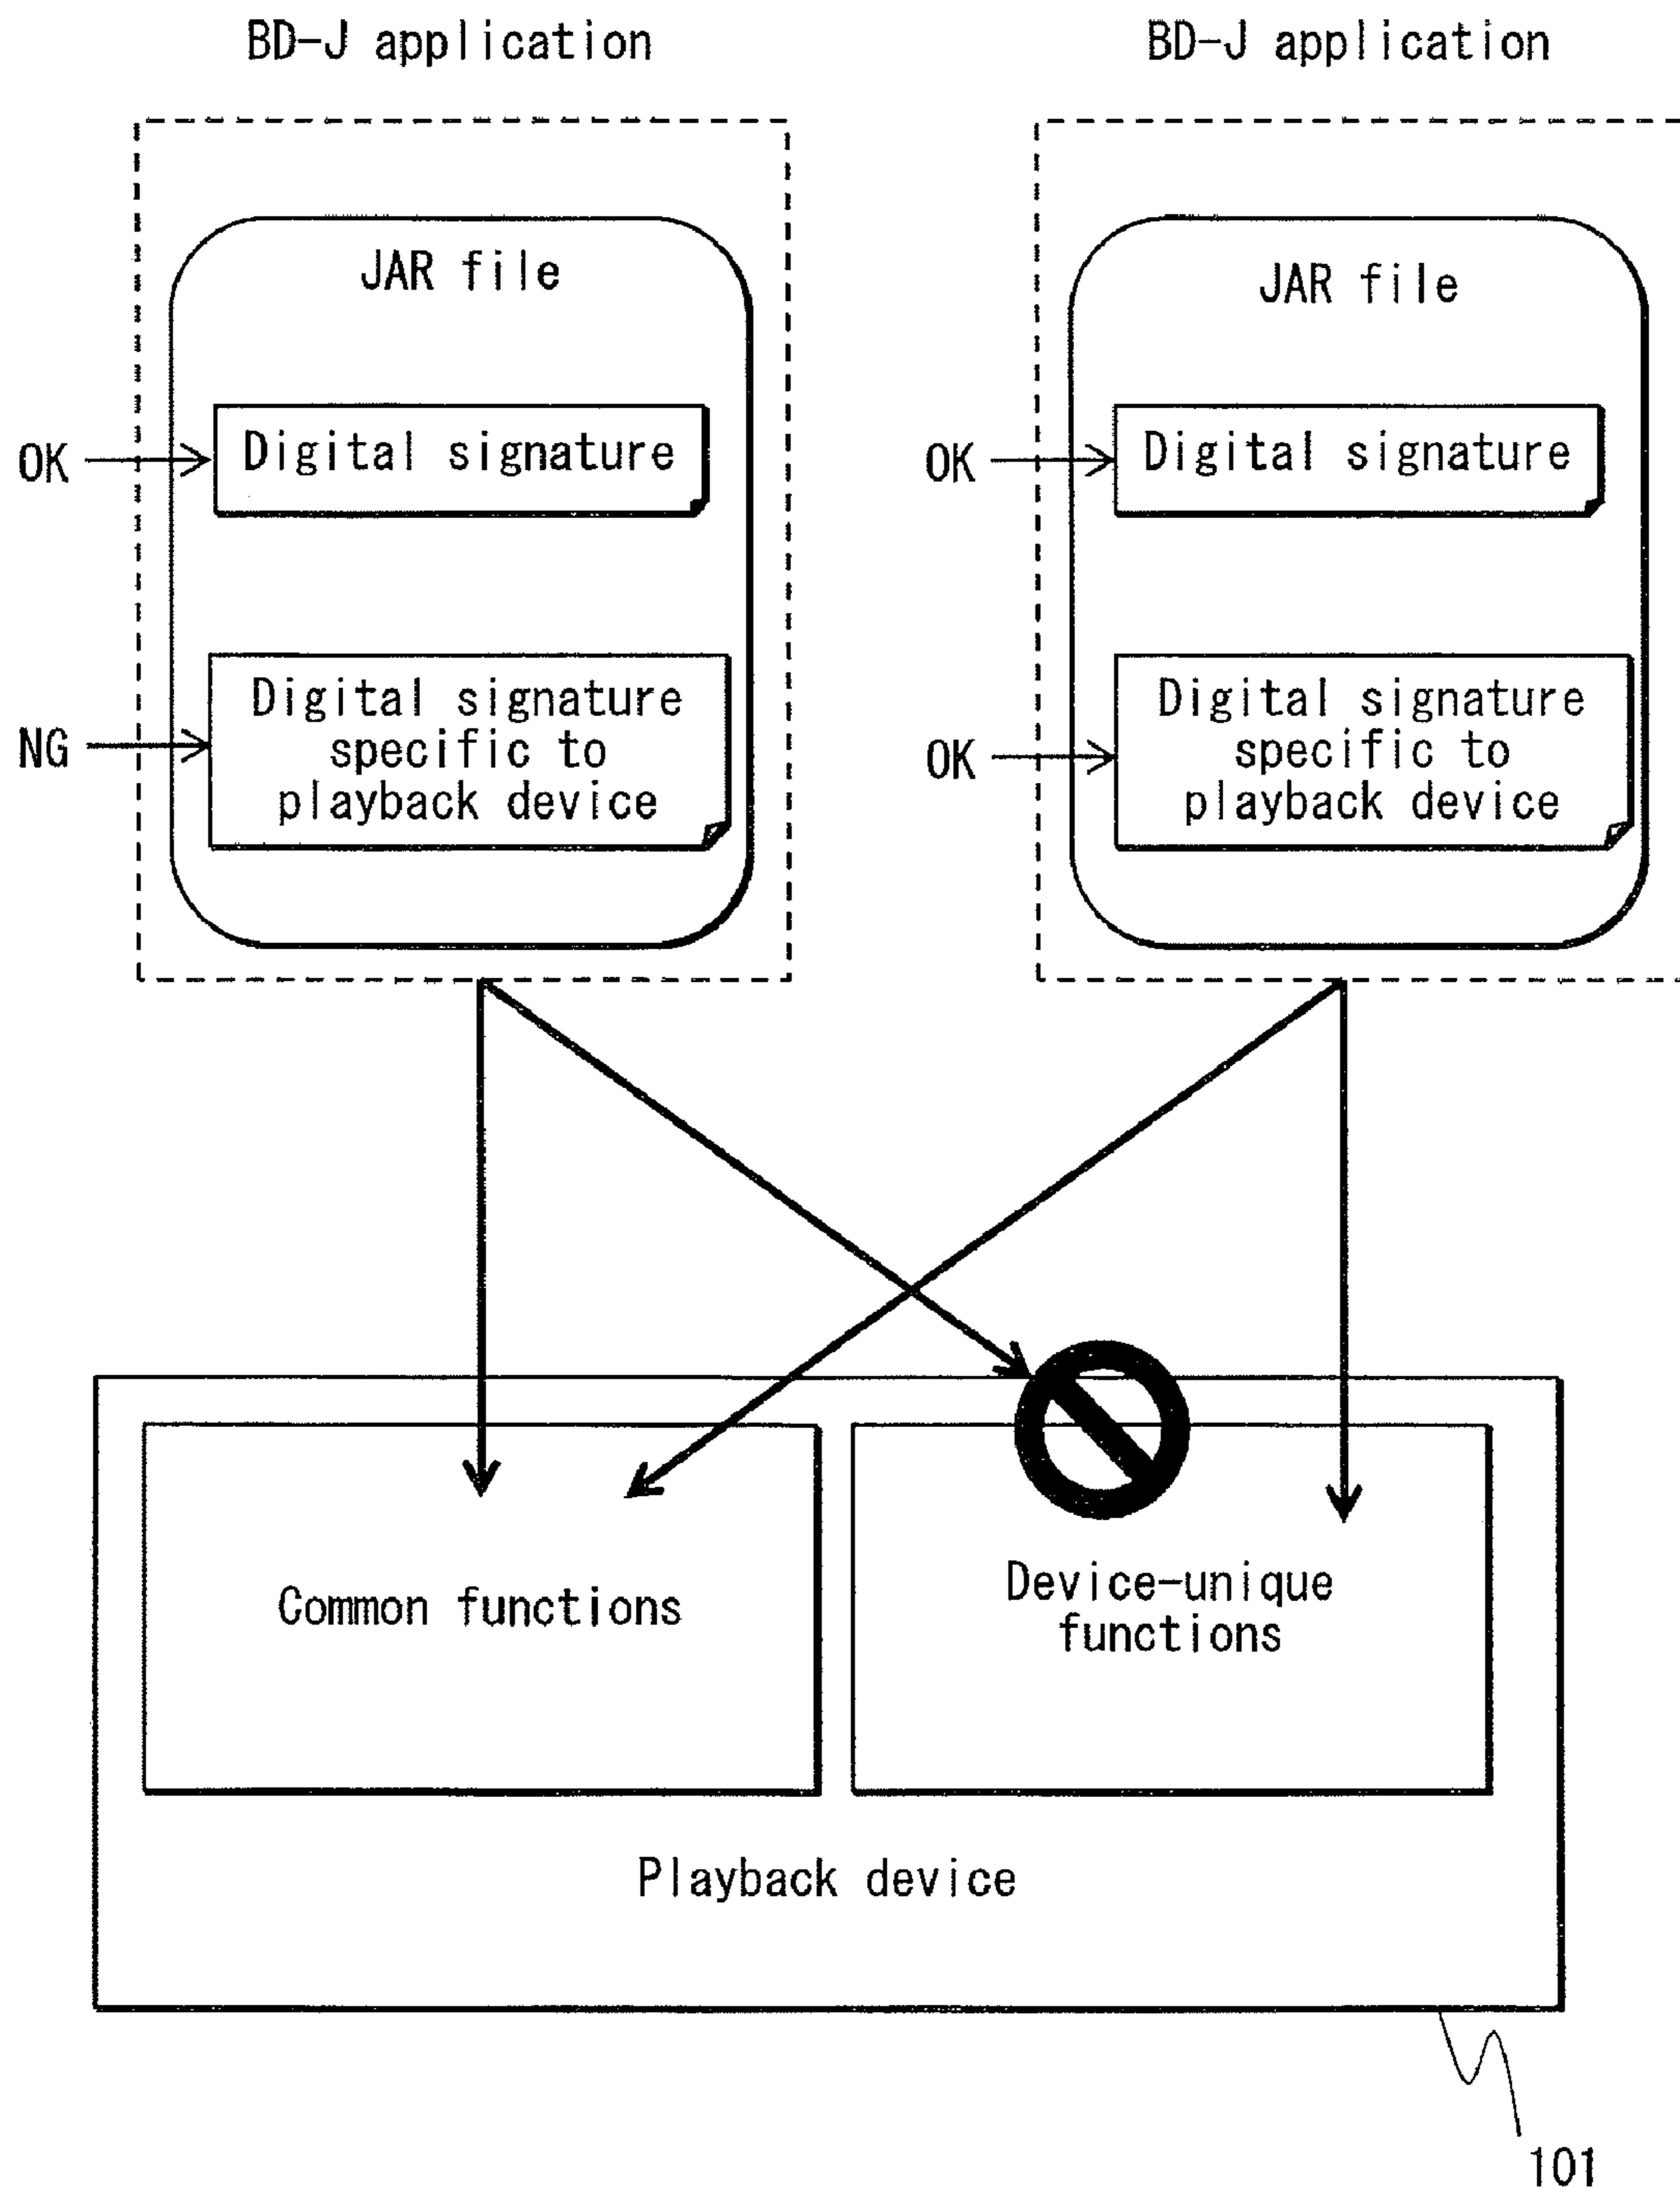 BD-J application
BD-J application
JAR file
JAR file
OK
Digital signature
OK
Digital signature
NG
Digital signature
specific to
playback device
OK
Digital signature
specific to
playback device
Common functions
Device-unique
functions
Playback device
101